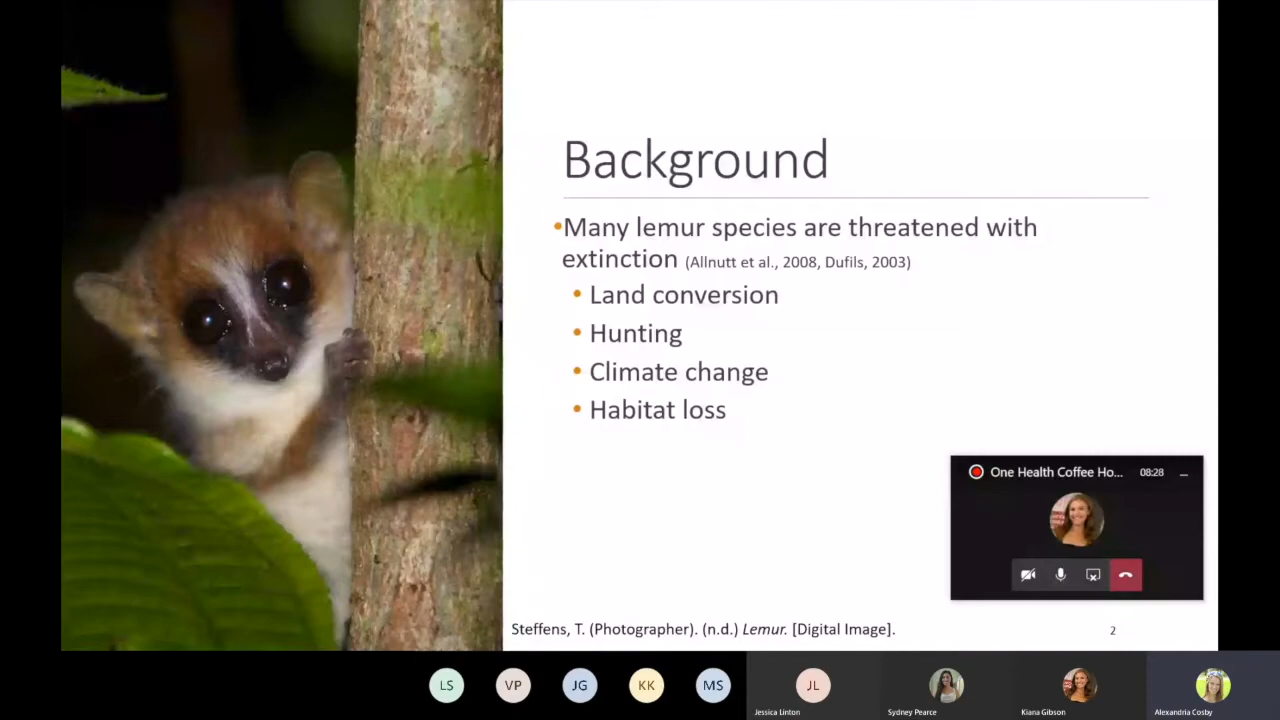 Background
•Many lemur species are threatened with
extinction (Allnutt et al., 2008, Dufils, 2003)
• Land conversion
• Hunting
• Climate change
• Habitat loss
One Health Coffee Ho... 08:28
Steffens, T. (Photographer). (n.d.) Lemur. [Digital Image].
2
LS VP JG KK MS JL
Jessica Linton Sydney Pearce Kiana Gibson Alexandria Cosby